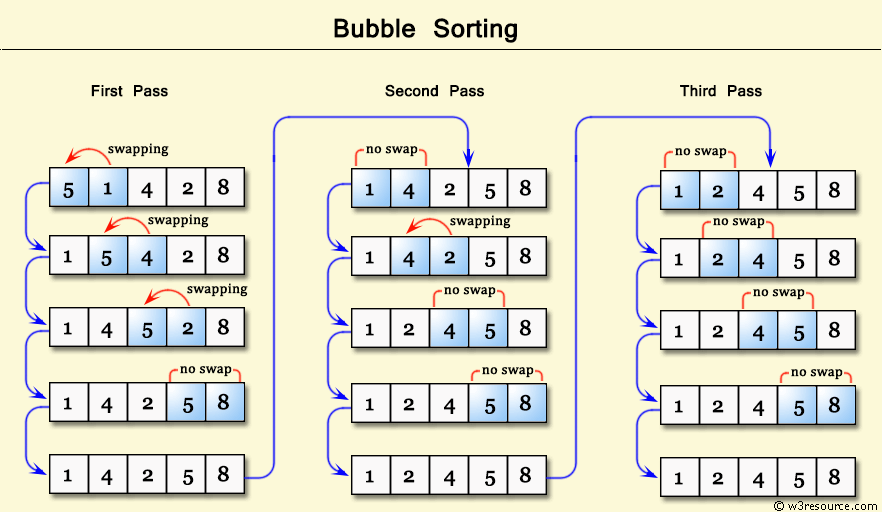 Bubble Sorting
First Pass
swapping
5 1 4 2 8
swapping
1 5 4 2 8
swapping
1 4 5 2 8
no swap
1 4 2 5 8
1 4 2 5 8
Second Pass
no swap
1 4 2 5 8
swapping
1 4 2 5 8
no swap
1 2 4 5 8
no swap
1 2 4 5 8
1 2 4 5 8
Third Pass
no swap
1 2 4 5 8
no swap
1 2 4 5 8
no swap
1 2 4 5 8
no swap
1 2 4 5 8
1 2 4 5 8
© w3resource.com